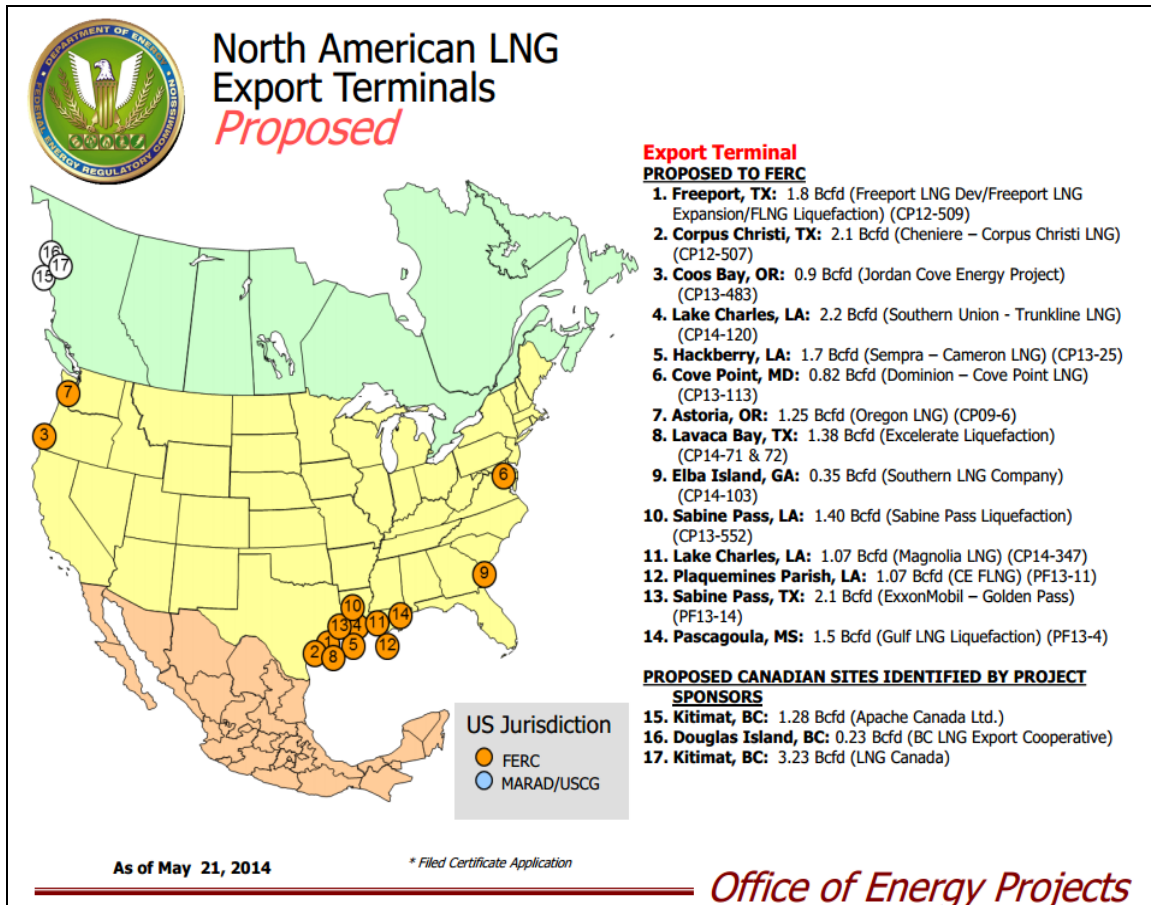 North American LNG
Export Terminals
Proposed
DEPARTMENT OF ENERGY
FEDERAL ENERGY REGULATORY COMMISSION
Export Terminal
PROPOSED TO FERC
1. Freeport, TX: 1.8 Bcfd (Freeport LNG Dev/Freeport LNG
Expansion/FLNG Liquefaction) (CP12-509)
2. Corpus Christi, TX: 2.1 Bcfd (Cheniere – Corpus Christi LNG)
(CP12-507)
3. Coos Bay, OR: 0.9 Bcfd (Jordan Cove Energy Project)
(CP13-483)
4. Lake Charles, LA: 2.2 Bcfd (Southern Union - Trunkline LNG)
(CP14-120)
5. Hackberry, LA: 1.7 Bcfd (Sempra – Cameron LNG) (CP13-25)
6. Cove Point, MD: 0.82 Bcfd (Dominion – Cove Point LNG)
(CP13-113)
7. Astoria, OR: 1.25 Bcfd (Oregon LNG) (CP09-6)
8. Lavaca Bay, TX: 1.38 Bcfd (Excelerate Liquefaction)
(CP14-71 & 72)
9. Elba Island, GA: 0.35 Bcfd (Southern LNG Company)
(CP14-103)
10. Sabine Pass, LA: 1.40 Bcfd (Sabine Pass Liquefaction)
(CP13-552)
11. Lake Charles, LA: 1.07 Bcfd (Magnolia LNG) (CP14-347)
12. Plaquemines Parish, LA: 1.07 Bcfd (CE FLNG) (PF13-11)
13. Sabine Pass, TX: 2.1 Bcfd (ExxonMobil – Golden Pass)
(PF13-14)
14. Pascagoula, MS: 1.5 Bcfd (Gulf LNG Liquefaction) (PF13-4)
PROPOSED CANADIAN SITES IDENTIFIED BY PROJECT
SPONSORS
15. Kitimat, BC: 1.28 Bcfd (Apache Canada Ltd.)
16. Douglas Island, BC: 0.23 Bcfd (BC LNG Export Cooperative)
17. Kitimat, BC: 3.23 Bcfd (LNG Canada)
16
17
15
7
3
6
9
10
14
13
4
11
1
2
8
5
12
US Jurisdiction
FERC
MARAD/USCG
As of May 21, 2014
* Filed Certificate Application
Office of Energy Projects